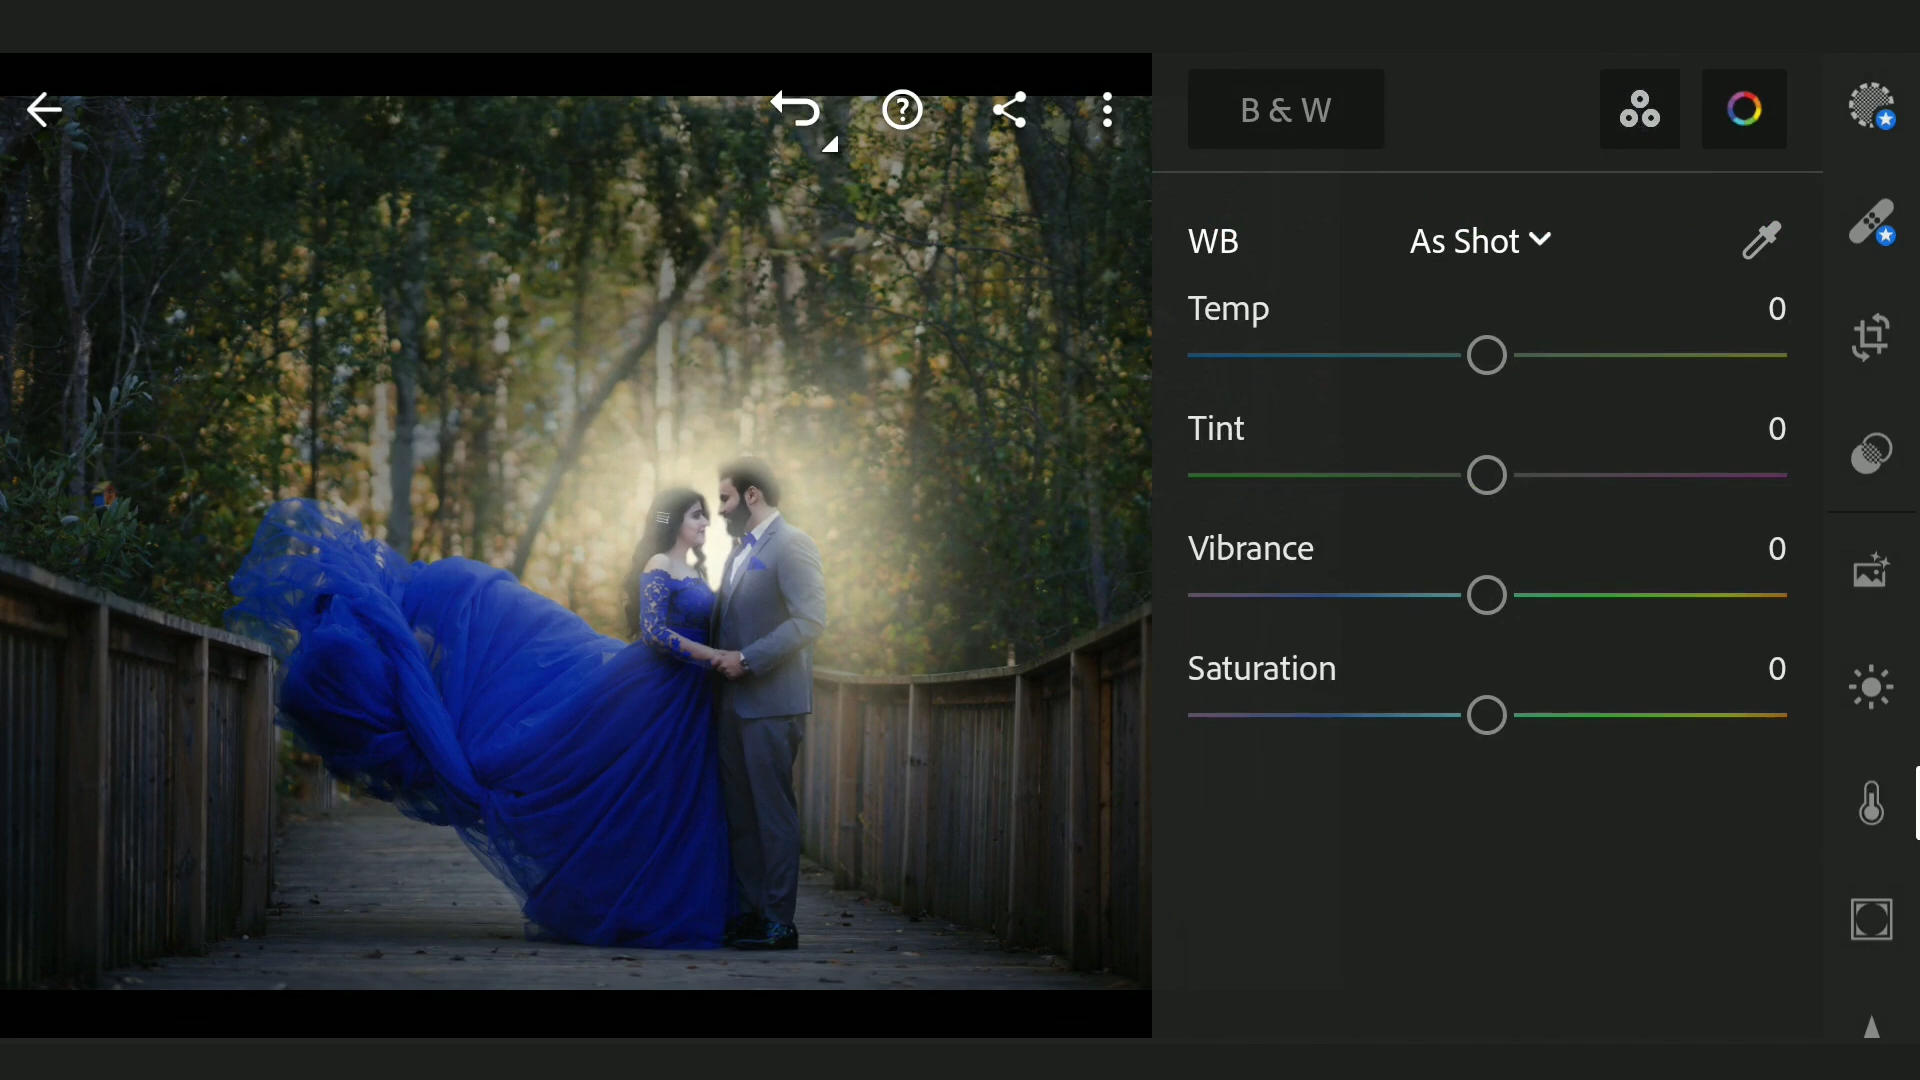 B & W
WB As Shot
Temp 0
Tint 0
Vibrance 0
Saturation 0